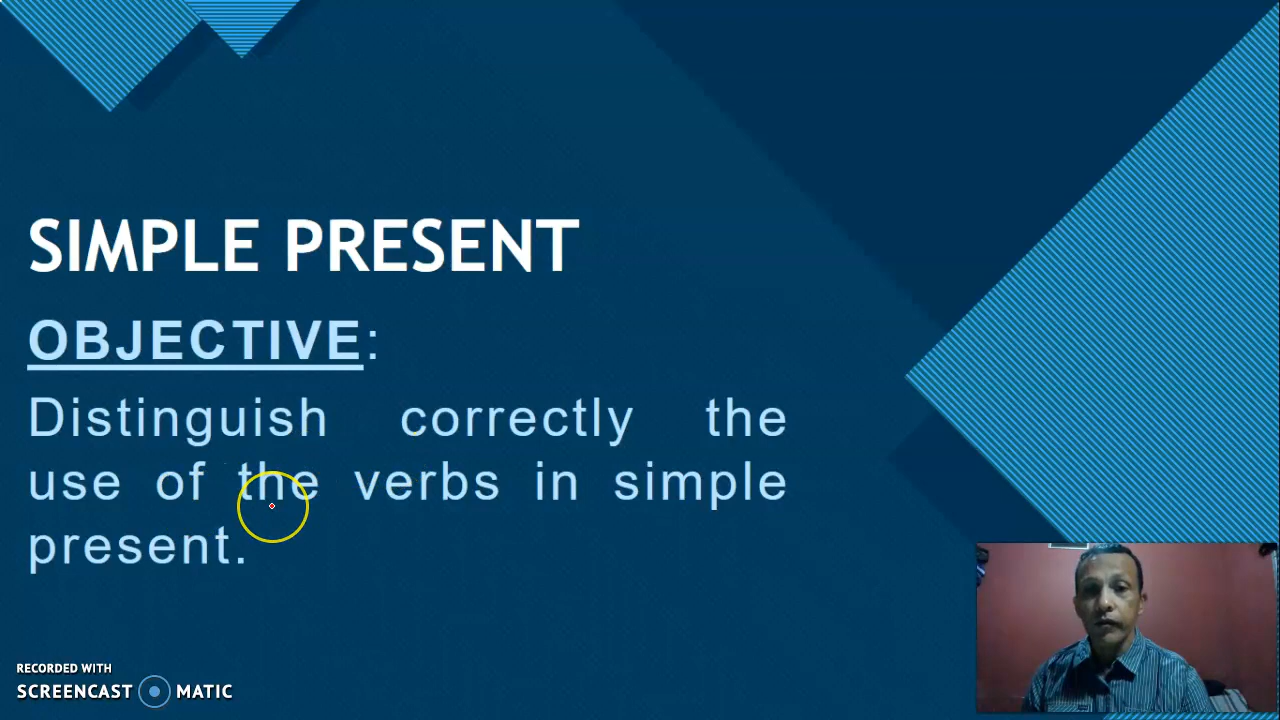 SIMPLE PRESENT
OBJECTIVE:
Distinguish correctly the
use of the verbs in simple
present.
RECORDED WITH
SCREENCAST MATIC